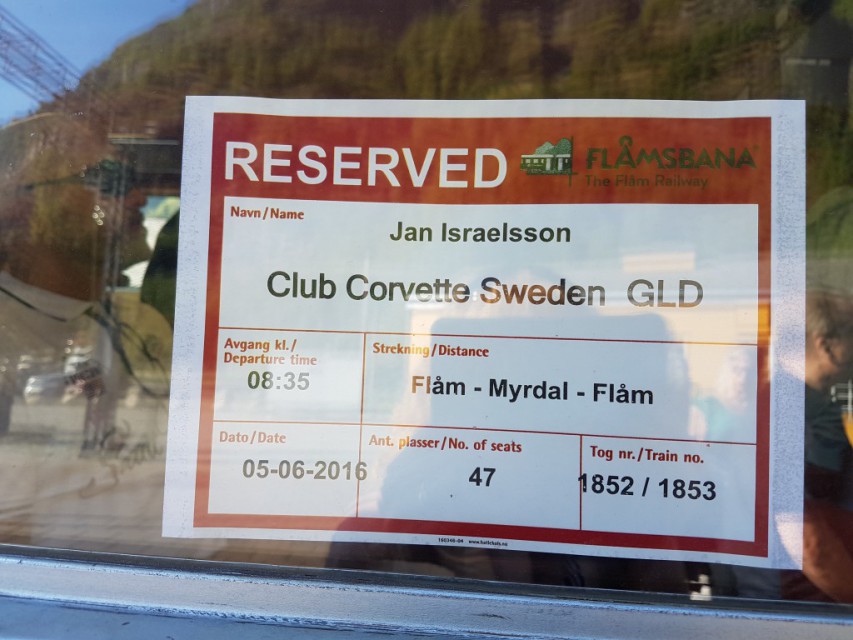 RESERVED FLÅMSBANA
The Flåm Railway
Navn/Name
Jan Israelsson
Club Corvette Sweden GLD
Avgang kl./
Departure time
08:35
Strekning/Distance
Flåm - Myrdal - Flåm
Dato/Date
05-06-2016
Ant. plasser/No. of seats
47
Tog nr./Train no.
1852 / 1853